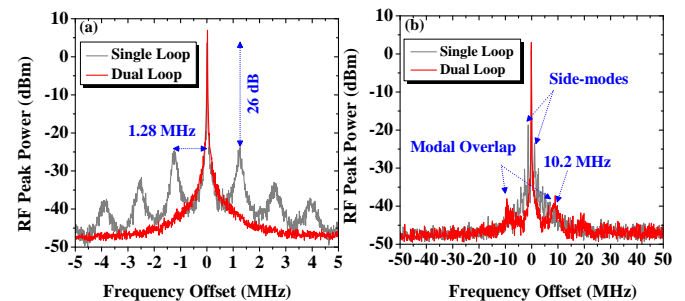 (a)
Single Loop
Dual Loop
1.28 MHz
26 dB
RF Peak Power (dBm)
10
0
-10
-20
-30
-40
-50
-5 -4 -3 -2 -1 0 1 2 3 4 5
Frequency Offset (MHz)
(b)
Single Loop
Dual Loop
Side-modes
Modal Overlap
10.2 MHz
RF Peak Power (dBm)
10
0
-10
-20
-30
-40
-50
-50 -40 -30 -20 -10 0 10 20 30 40 50
Frequency Offset (MHz)